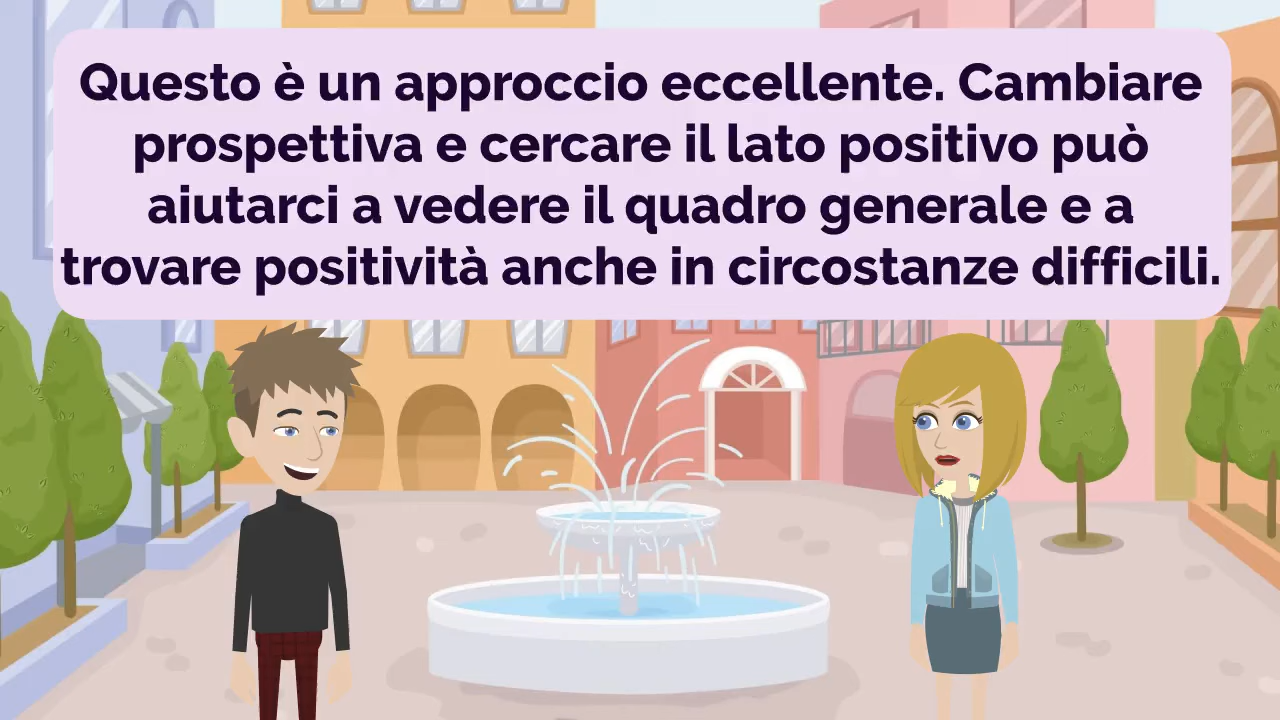 Questo è un approccio eccellente. Cambiare
prospettiva e cercare il lato positivo può
aiutarci a vedere il quadro generale e a
trovare positività anche in circostanze difficili.